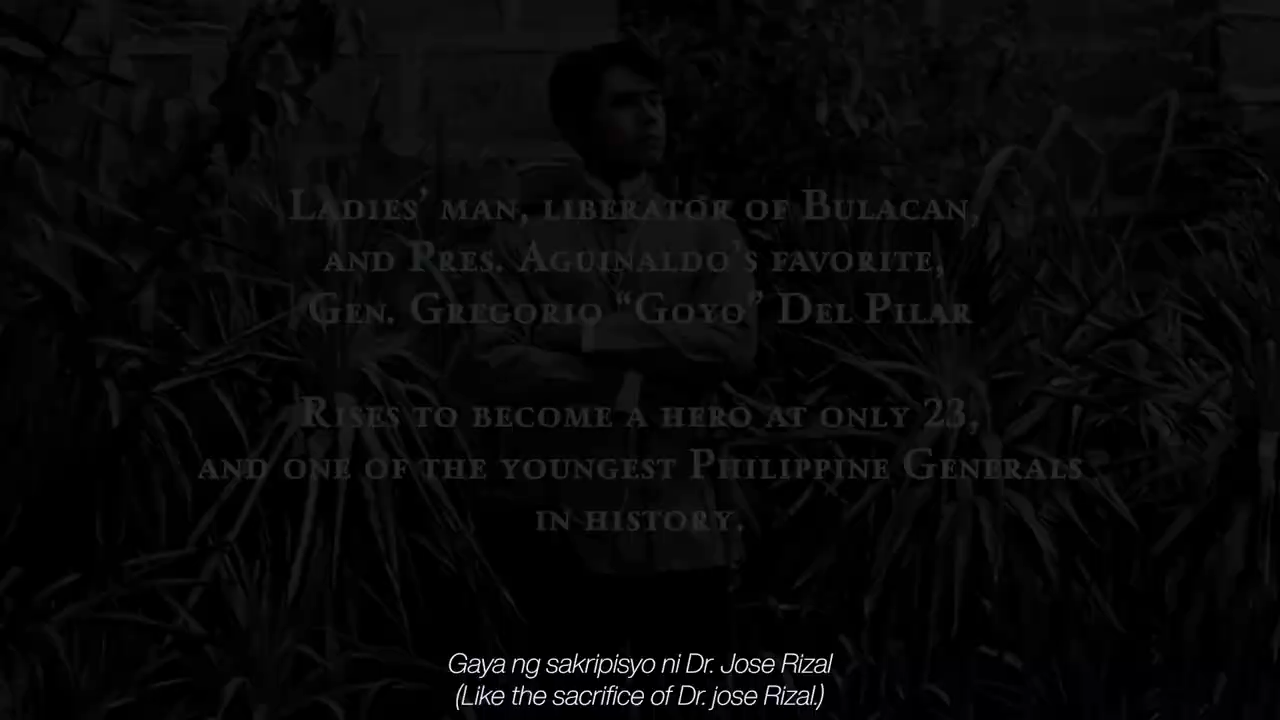 Ladies' man, liberator of Bulacan,
and Pres. Aguinaldo's favorite,
Gen. Gregorio “Goyo” Del Pilar
Rises to become a hero at only 23,
and one of the youngest Philippine Generals
in history.
Gaya ng sakripisyo ni Dr. Jose Rizal
(Like the sacrifice of Dr. jose Rizal.)